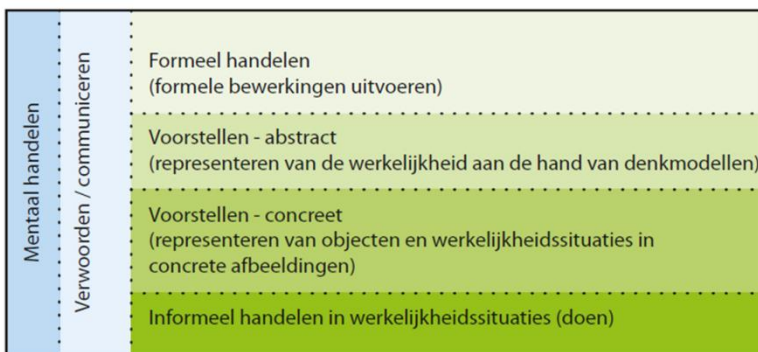 Mentaal handelen
Verwoorden / communiceren
Formeel handelen
(formele bewerkingen uitvoeren)
Voorstellen - abstract
(representeren van de werkelijkheid aan de hand van denkmodellen)
Voorstellen - concreet
(representeren van objecten en werkelijkheidssituaties in
concrete afbeeldingen)
Informeel handelen in werkelijkheidssituaties (doen)